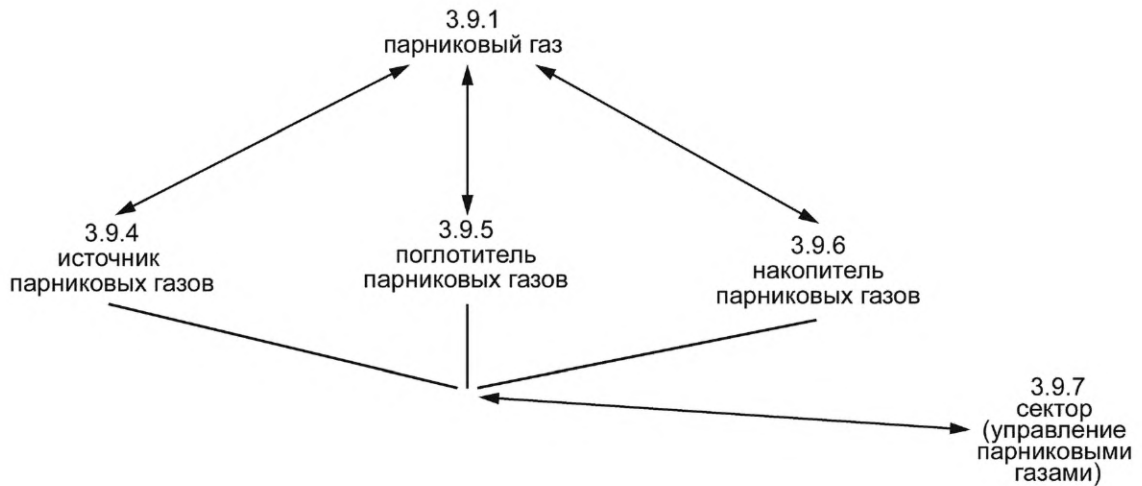 3.9.1
парниковый газ
3.9.4
источник
парниковых газов
3.9.5
поглотитель
парниковых газов
3.9.6
накопитель
парниковых газов
3.9.7
сектор
(управление
парниковыми
газами)